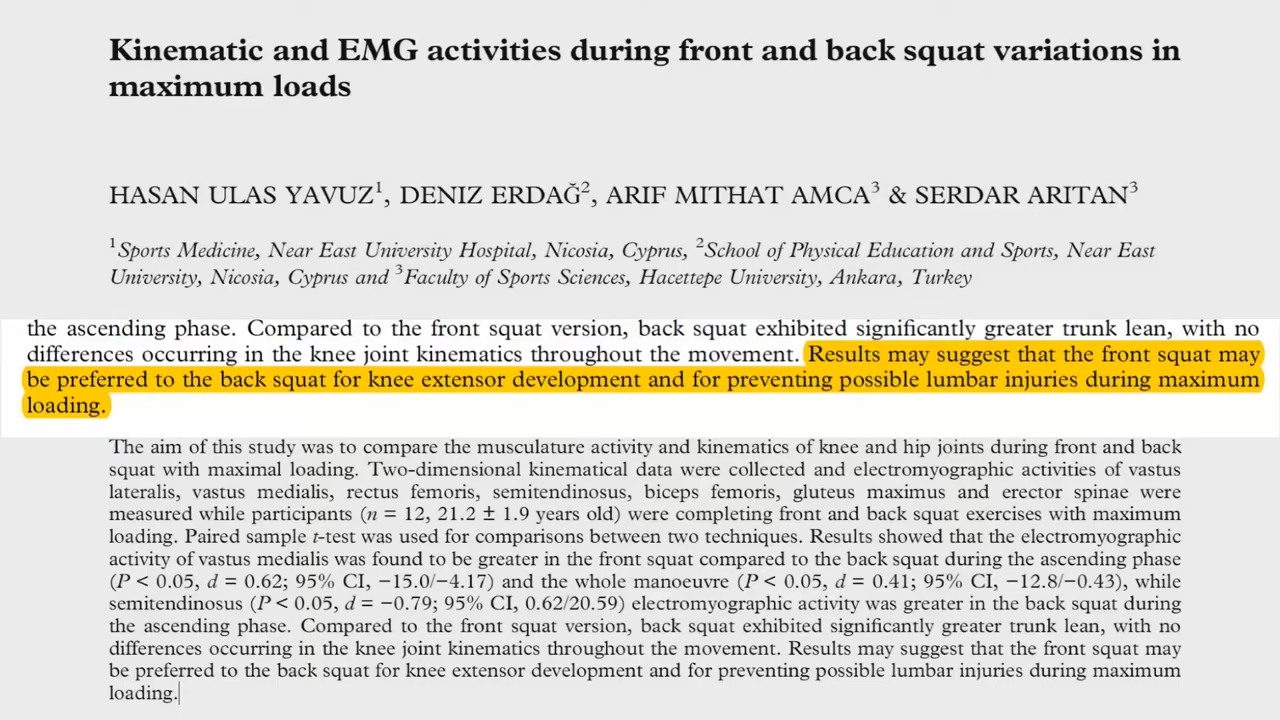 Kinematic and EMG activities during front and back squat variations in
maximum loads
HASAN ULAS YAVUZ1, DENIZ ERDAĞ2, ARIF MITHAT AMCA3 & SERDAR ARITAN3
1Sports Medicine, Near East University Hospital, Nicosia, Cyprus, 2School of Physical Education and Sports, Near East
University, Nicosia, Cyprus and 3Faculty of Sports Sciences, Hacettepe University, Ankara, Turkey
the ascending phase. Compared to the front squat version, back squat exhibited significantly greater trunk lean, with no
differences occurring in the knee joint kinematics throughout the movement. Results may suggest that the front squat may
be preferred to the back squat for knee extensor development and for preventing possible lumbar injuries during maximum
loading.
The aim of this study was to compare the musculature activity and kinematics of knee and hip joints during front and back
squat with maximal loading. Two-dimensional kinematical data were collected and electromyographic activities of vastus
lateralis, vastus medialis, rectus femoris, semitendinosus, biceps femoris, gluteus maximus and erector spinae were
measured while participants (n = 12, 21.2 ± 1.9 years old) were completing front and back squat exercises with maximum
loading. Paired sample t-test was used for comparisons between two techniques. Results showed that the electromyographic
activity of vastus medialis was found to be greater in the front squat compared to the back squat during the ascending phase
(P < 0.05, d = 0.62; 95% CI, −15.0/−4.17) and the whole manoeuvre (P < 0.05, d = 0.41; 95% CI, −12.8/−0.43), while
semitendinosus (P < 0.05, d = −0.79; 95% CI, 0.62/20.59) electromyographic activity was greater in the back squat during
the ascending phase. Compared to the front squat version, back squat exhibited significantly greater trunk lean, with no
differences occurring in the knee joint kinematics throughout the movement. Results may suggest that the front squat may
be preferred to the back squat for knee extensor development and for preventing possible lumbar injuries during maximum
loading.